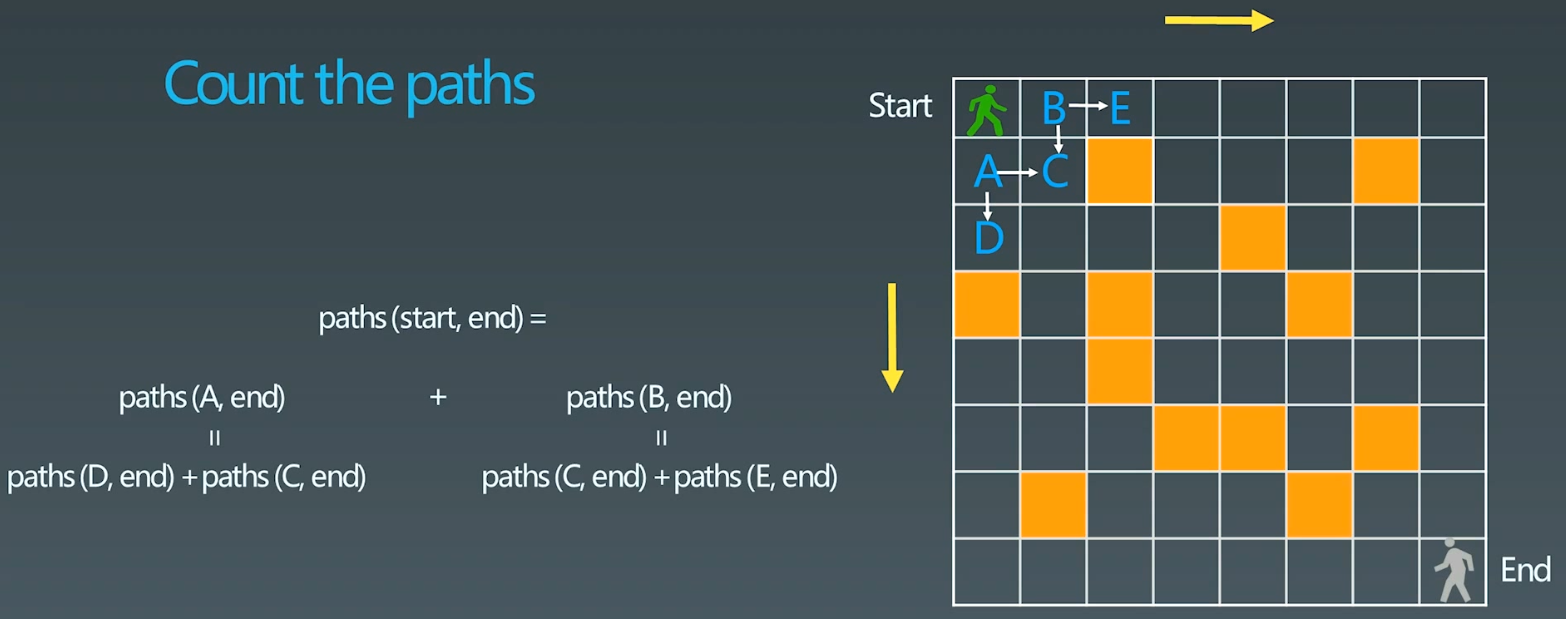 Count the paths
Start
B E
A C
D
paths (start, end) =
paths (A, end) + paths (B, end)
= =
paths (D, end) + paths (C, end) paths (C, end) + paths (E, end)
End